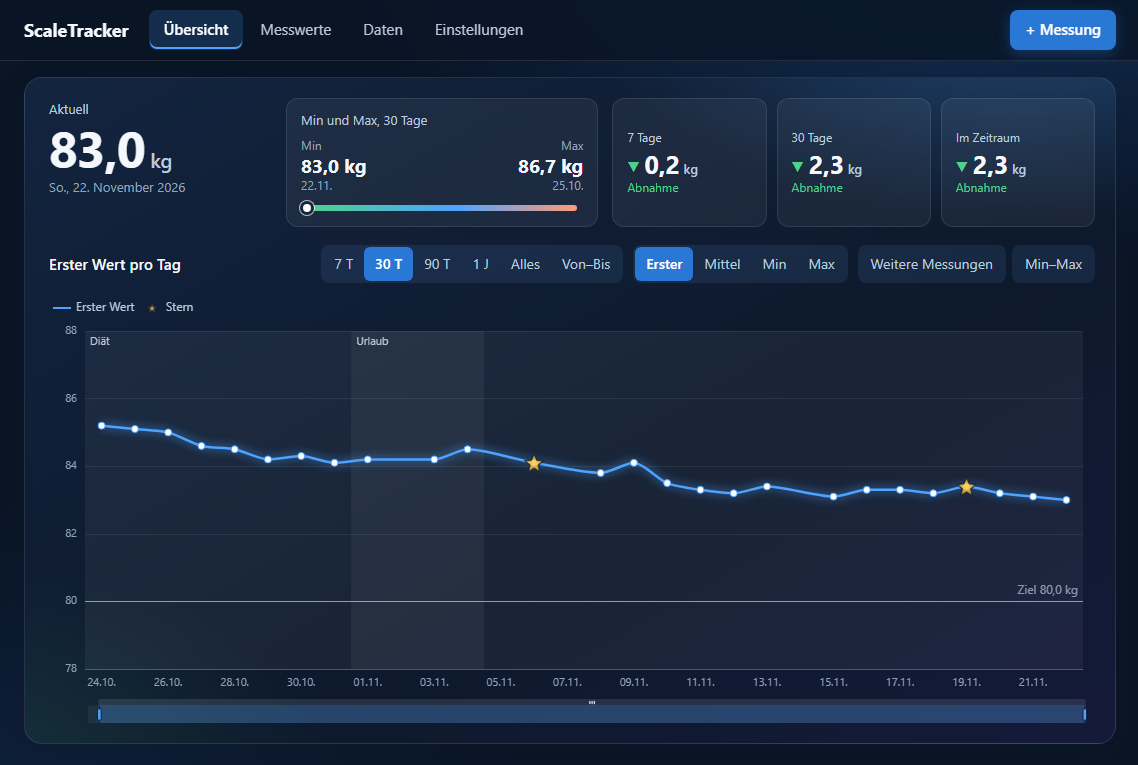 ScaleTracker Übersicht Messwerte Daten Einstellungen + Messung
Aktuell
83,0 kg
So., 22. November 2026
Min und Max, 30 Tage
Min Max
83,0 kg 86,7 kg
22.11. 25.10.
7 Tage
▼ 0,2 kg
Abnahme
30 Tage
▼ 2,3 kg
Abnahme
Im Zeitraum
▼ 2,3 kg
Abnahme
Erster Wert pro Tag
7 T 30 T 90 T 1 J Alles Von–Bis
Erster Mittel Min Max
Weitere Messungen
Min–Max
Erster Wert Stern
88
86
84
82
80
78
Diät
Urlaub
Ziel 80,0 kg
24.10. 26.10. 28.10. 30.10. 01.11. 03.11. 05.11. 07.11. 09.11. 11.11. 13.11. 15.11. 17.11. 19.11. 21.11.